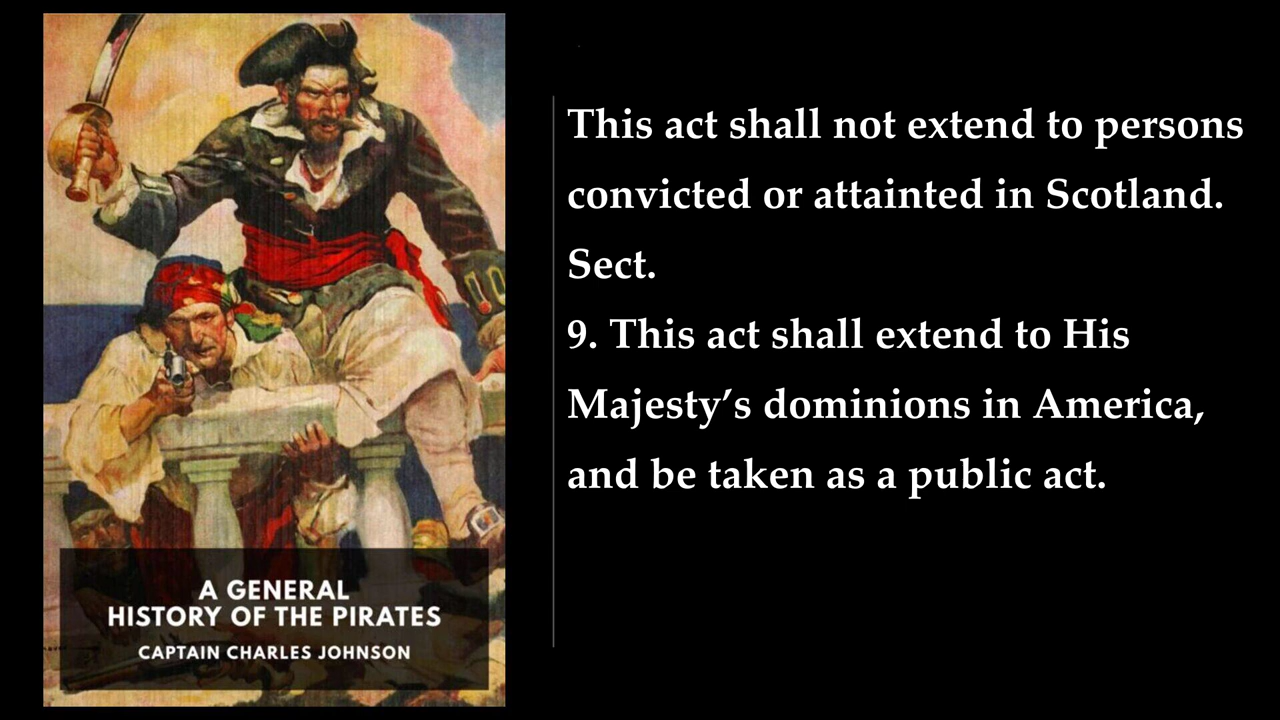 This act shall not extend to persons
convicted or attainted in Scotland.
Sect.
9. This act shall extend to His
Majesty’s dominions in America,
and be taken as a public act.
A GENERAL
HISTORY OF THE PIRATES
CAPTAIN CHARLES JOHNSON